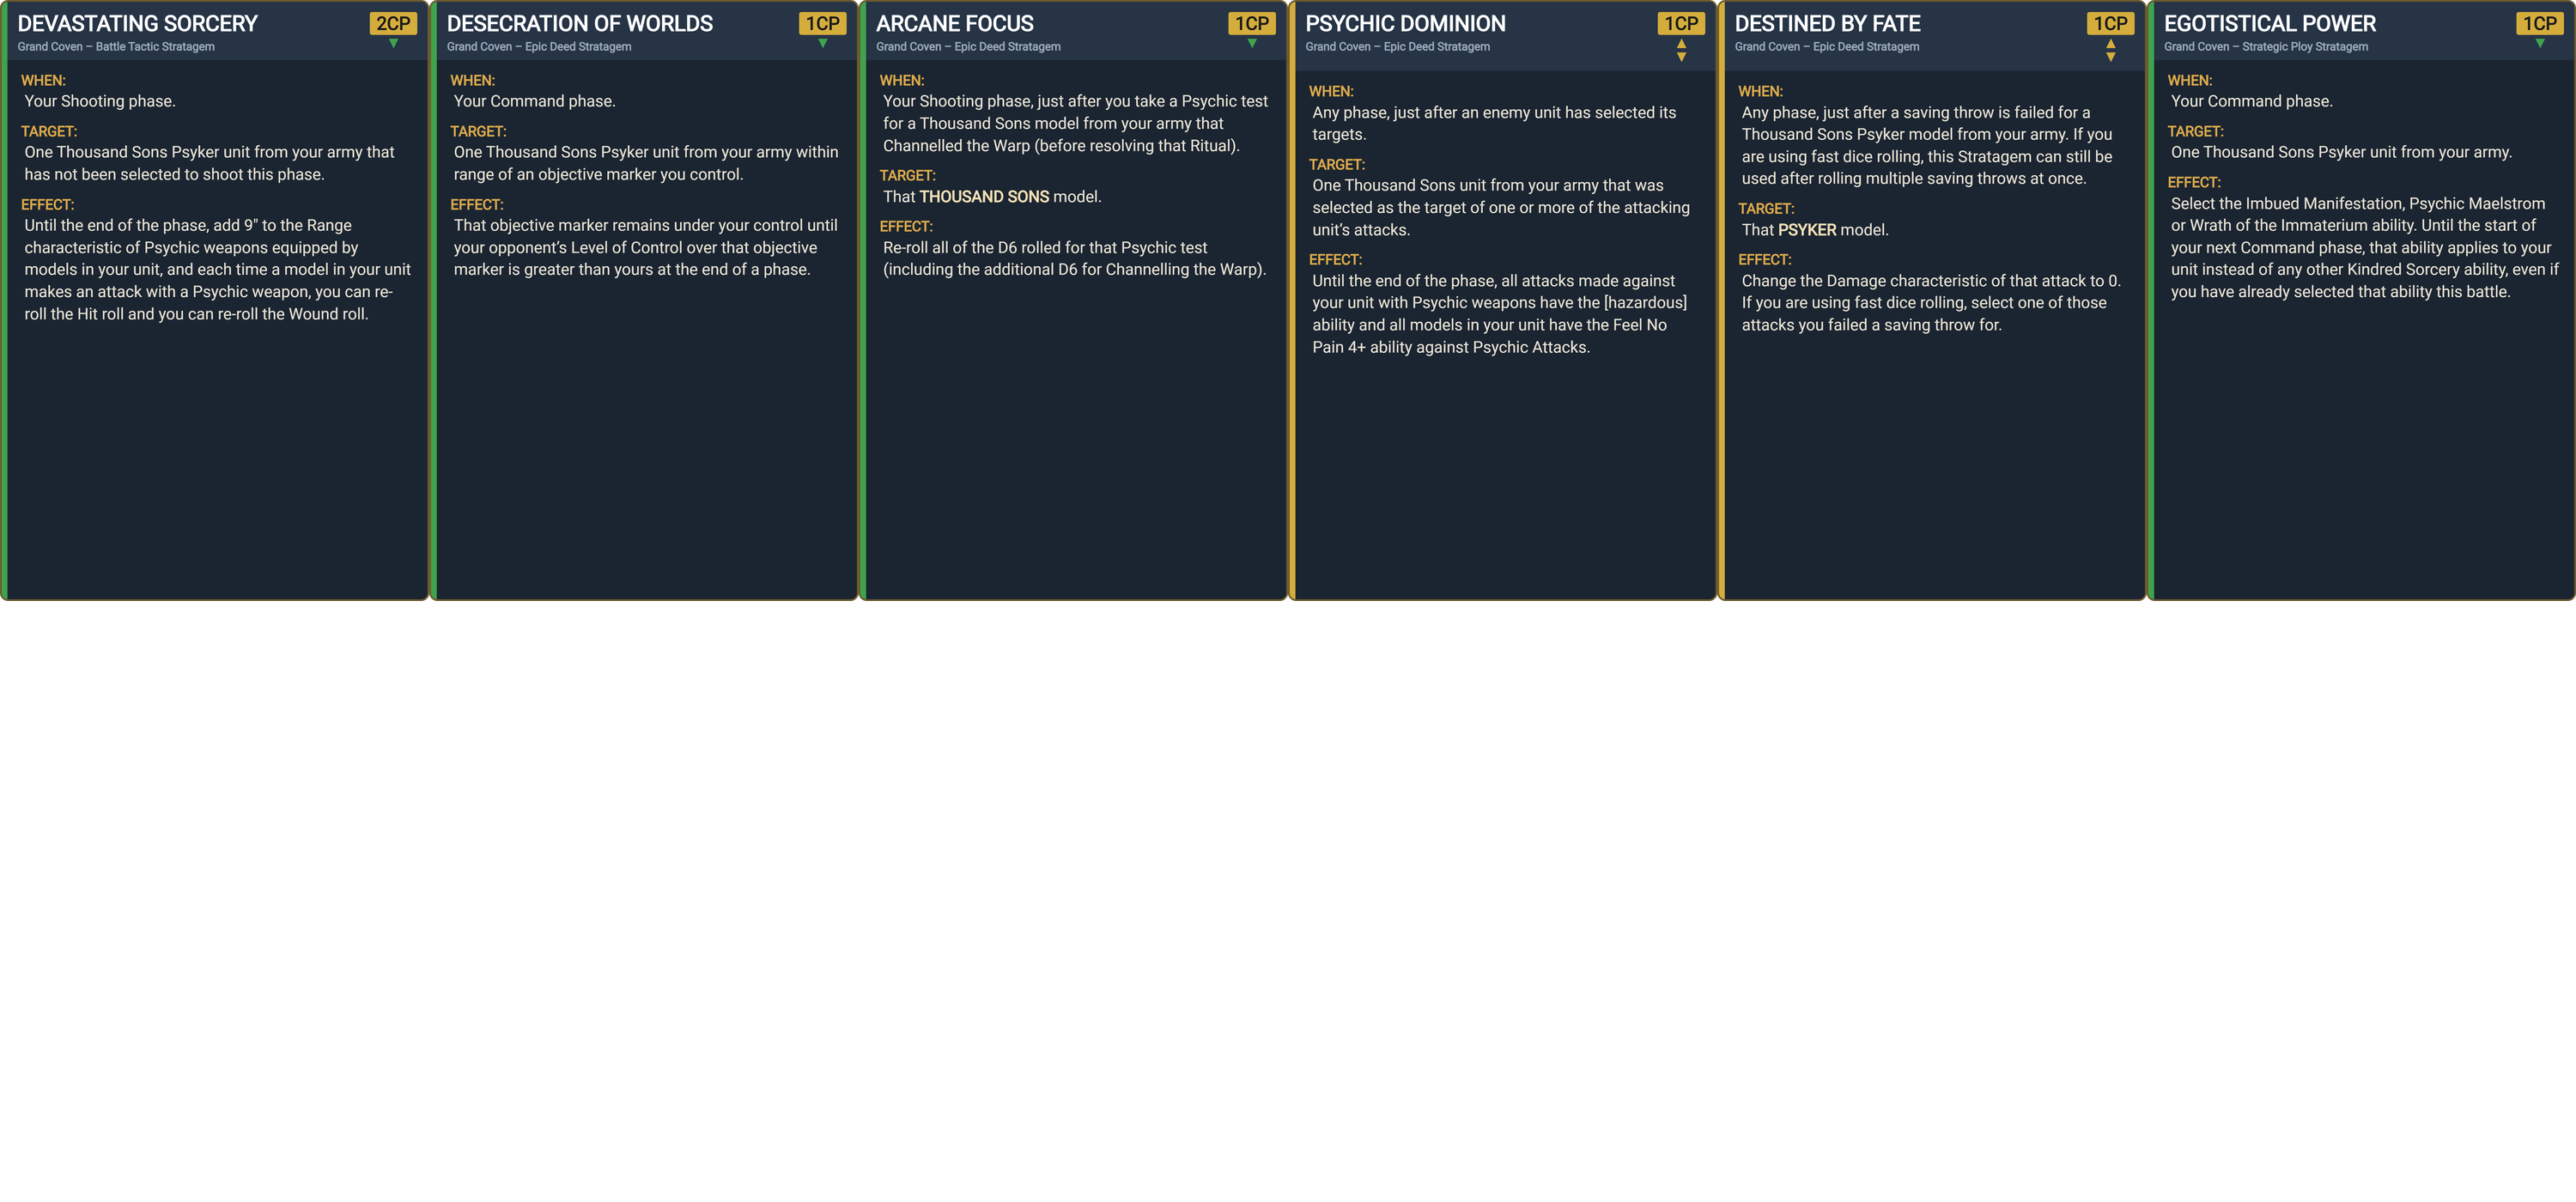 DEVASTATING SORCERY
2CP
Grand Coven – Battle Tactic Stratagem
▼
WHEN:
Your Shooting phase.
TARGET:
One Thousand Sons Psyker unit from your army that
has not been selected to shoot this phase.
EFFECT:
Until the end of the phase, add 9" to the Range
characteristic of Psychic weapons equipped by
models in your unit, and each time a model in your unit
makes an attack with a Psychic weapon, you can re-
roll the Hit roll and you can re-roll the Wound roll.
DESECRATION OF WORLDS
1CP
Grand Coven – Epic Deed Stratagem
▼
WHEN:
Your Command phase.
TARGET:
One Thousand Sons Psyker unit from your army within
range of an objective marker you control.
EFFECT:
That objective marker remains under your control until
your opponent’s Level of Control over that objective
marker is greater than yours at the end of a phase.
ARCANE FOCUS
1CP
Grand Coven – Epic Deed Stratagem
▼
WHEN:
Your Shooting phase, just after you take a Psychic test
for a Thousand Sons model from your army that
Channelled the Warp (before resolving that Ritual).
TARGET:
That THOUSAND SONS model.
EFFECT:
Re-roll all of the D6 rolled for that Psychic test
(including the additional D6 for Channelling the Warp).
PSYCHIC DOMINION
1CP
Grand Coven – Epic Deed Stratagem
▲
▼
WHEN:
Any phase, just after an enemy unit has selected its
targets.
TARGET:
One Thousand Sons unit from your army that was
selected as the target of one or more of the attacking
unit’s attacks.
EFFECT:
Until the end of the phase, all attacks made against
your unit with Psychic weapons have the [hazardous]
ability and all models in your unit have the Feel No
Pain 4+ ability against Psychic Attacks.
DESTINED BY FATE
1CP
Grand Coven – Epic Deed Stratagem
▲
▼
WHEN:
Any phase, just after a saving throw is failed for a
Thousand Sons Psyker model from your army. If you
are using fast dice rolling, this Stratagem can still be
used after rolling multiple saving throws at once.
TARGET:
That PSYKER model.
EFFECT:
Change the Damage characteristic of that attack to 0.
If you are using fast dice rolling, select one of those
attacks you failed a saving throw for.
EGOTISTICAL POWER
1CP
Grand Coven – Strategic Ploy Stratagem
▼
WHEN:
Your Command phase.
TARGET:
One Thousand Sons Psyker unit from your army.
EFFECT:
Select the Imbued Manifestation, Psychic Maelstrom
or Wrath of the Immaterium ability. Until the start of
your next Command phase, that ability applies to your
unit instead of any other Kindred Sorcery ability, even if
you have already selected that ability this battle.